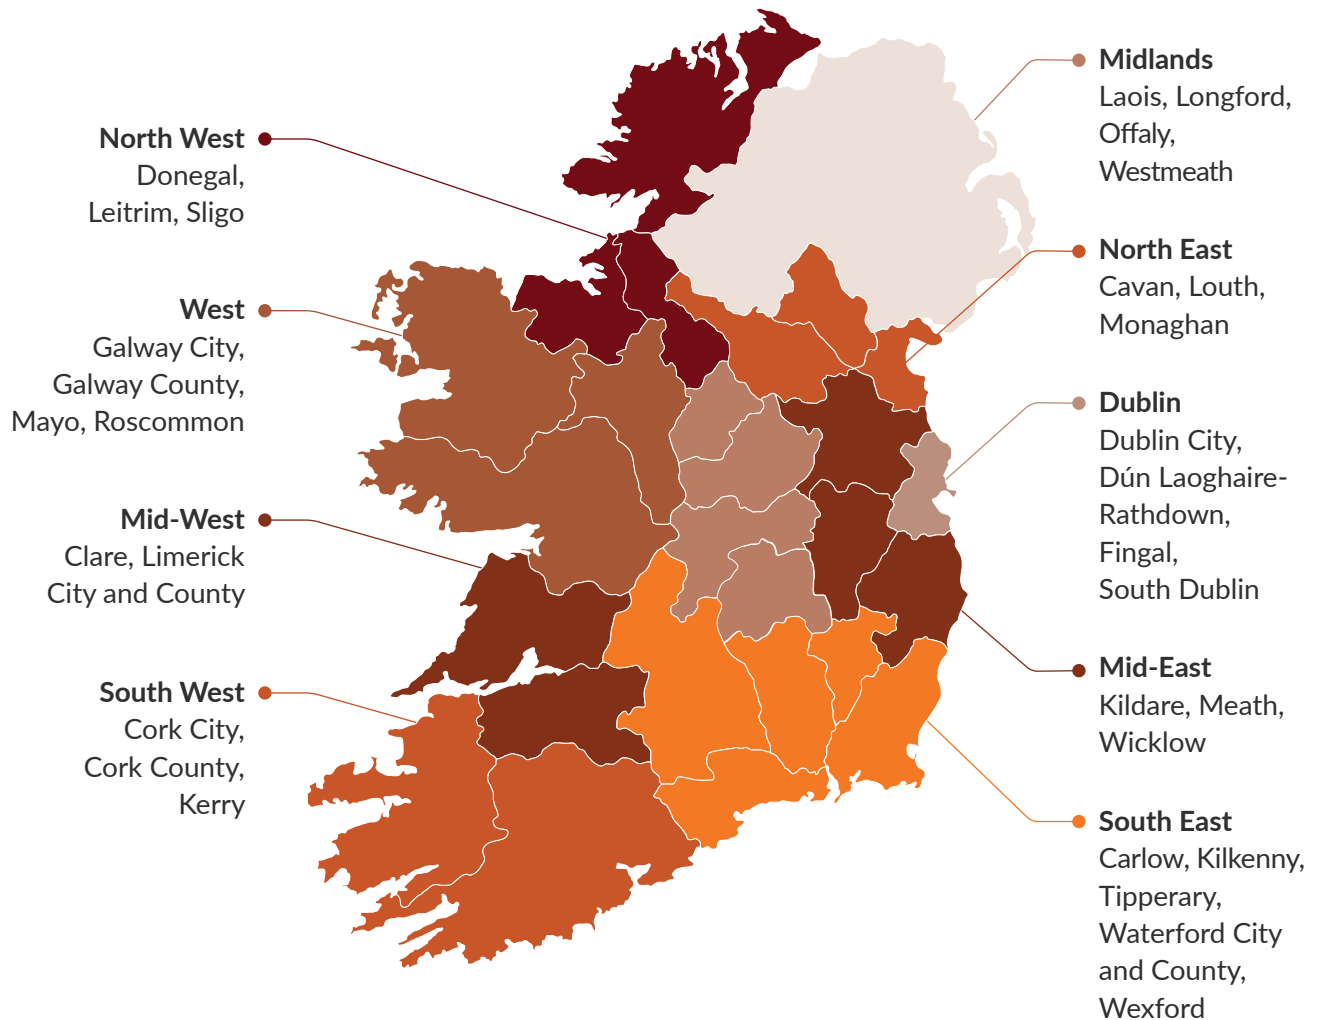 North West
Donegal,
Leitrim, Sligo
West
Galway City,
Galway County,
Mayo, Roscommon
Mid-West
Clare, Limerick
City and County
South West
Cork City,
Cork County,
Kerry
Midlands
Laois, Longford,
Offaly,
Westmeath
North East
Cavan, Louth,
Monaghan
Dublin
Dublin City,
Dún Laoghaire-
Rathdown,
Fingal,
South Dublin
Mid-East
Kildare, Meath,
Wicklow
South East
Carlow, Kilkenny,
Tipperary,
Waterford City
and County,
Wexford